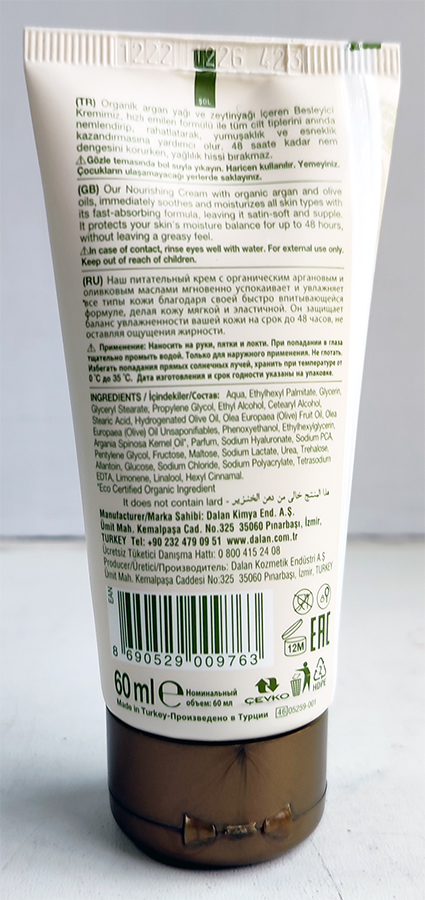 1222 1226 423
(TR) Organik argan yağı ve zeytinyağı içeren Besleyici
Kremimiz, hızlı emilen formülü ile tüm cilt tiplerini anında
nemlendirip, rahatlatarak, yumuşaklık ve esneklik
kazandırmasına yardımcı olur. 48 saate kadar nem
dengesini korurken, yağlılık hissi bırakmaz.
Gözle temasında bol suyla yıkayın. Haricen kullanılır. Yemeyiniz.
Çocukların ulaşamayacağı yerlerde saklayınız.
(GB) Our Nourishing Cream with organic argan and olive
oils, immediately soothes and moisturizes all skin types with
its fast-absorbing formula, leaving it satin-soft and supple.
It protects your skin's moisture balance for up to 48 hours,
without leaving a greasy feel.
In case of contact, rinse eyes well with water. For external use only.
Keep out of reach of children.
(RU) Наш питательный крем с органическим аргановым и
оливковым маслами мгновенно успокаивает и увлажняет
все типы кожи благодаря своей быстро впитывающейся
формуле, делая кожу мягкой и эластичной. Он защищает
баланс увлажненности вашей кожи на срок до 48 часов, не
оставляя ощущения жирности.
Применение: Наносить на руки, пятки и локти. При попадании в глаза
тщательно промыть водой. Только для наружного применения. Не глотать.
Избегать попадания прямых солнечных лучей, хранить при температуре от
0˚C до 35 ˚C. Дата изготовления и срок годности указаны на упаковке.
INGREDIENTS / İçindekiler/Состав: Aqua, Ethylhexyl Palmitate, Glycerin,
Glyceryl Stearate, Propylene Glycol, Ethyl Alcohol, Cetearyl Alcohol,
Stearic Acid, Hydrogenated Olive Oil, Olea Europaea (Olive) Fruit Oil, Olea
Europaea (Olive) Oil Unsaponifiables, Phenoxyethanol, Ethylhexylglycerin,
Argania Spinosa Kernel Oil*, Parfum, Sodium Hyaluronate, Sodium PCA,
Pentylene Glycol, Fructose, Maltose, Sodium Lactate, Urea, Trehalose,
Allantoin, Glucose, Sodium Chloride, Sodium Polyacrylate, Tetrasodium
EDTA, Limonene, Linalool, Hexyl Cinnamal.
*Eco Certified Organic Ingredient
It does not contain lard - هذا المنتج خالي من دهن الخنزير
Manufacturer/Marka Sahibi: Dalan Kimya End. A.Ş.
Ümit Mah. Kemalpaşa Cad. No.325 35060 Pınarbaşı, İzmir,
TURKEY Tel: +90 232 479 09 51 www.dalan.com.tr
Ücretsiz Tüketici Danışma Hattı: 0 800 415 24 08
Producer/Üretici/Производитель: Dalan Kozmetik Endüstri A.Ş
Ümit Mah. Kemalpaşa Caddesi No:325 35060 Pınarbaşı, İzmir, TURKEY
EAN
8 690529 009763
12M
EAC
60 ml e Номинальный
объем: 60 мл
ÇEVKO
2
HDPE
Made in Turkey-Произведено в Турции
46 05259-001